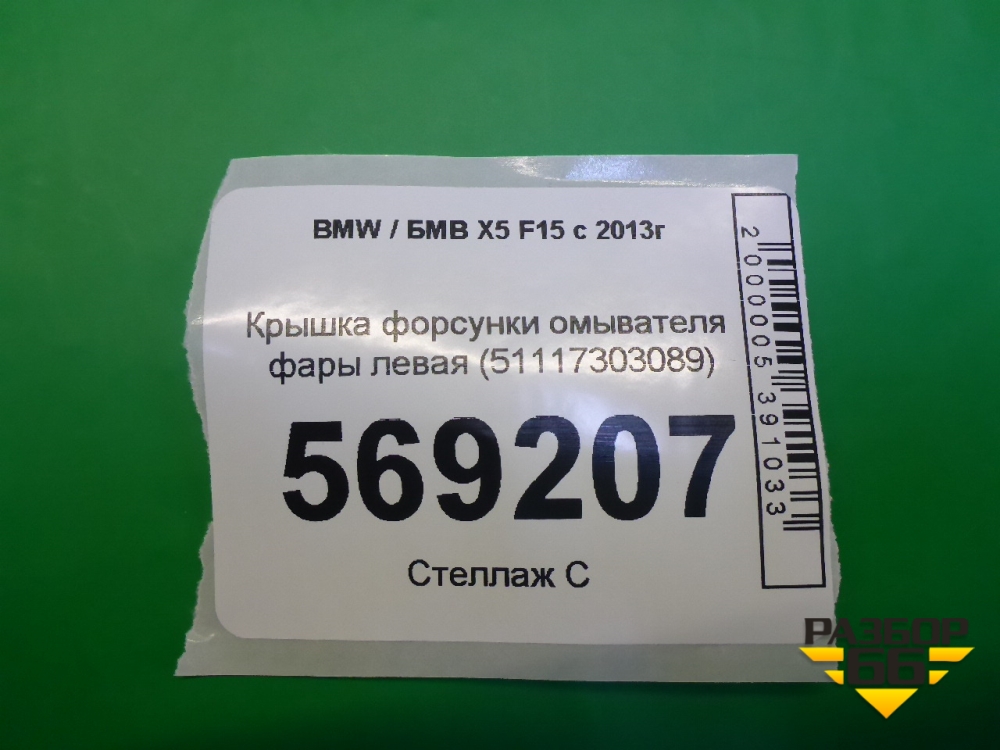 BMW / БМВ X5 F15 с 2013г
Крышка форсунки омывателя
фары левая (51117303089)
569207
Стеллаж С
2000005391033
РАЗБОР
66